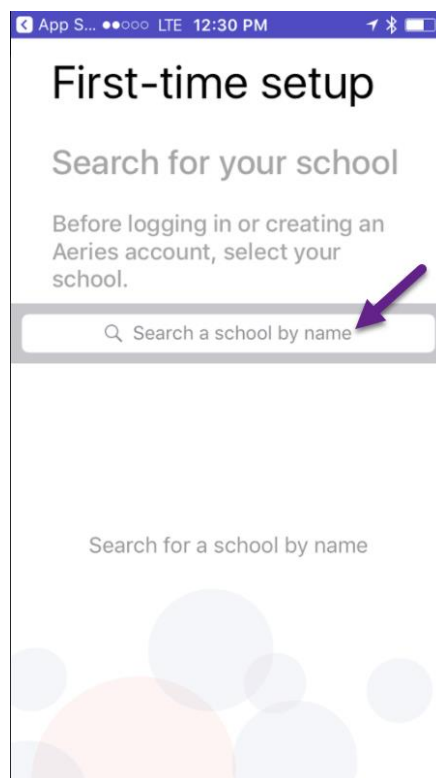 App S... LTE 12:30 PM
First-time setup
Search for your school
Before logging in or creating an
Aeries account, select your
school.
Search a school by name
Search for a school by name